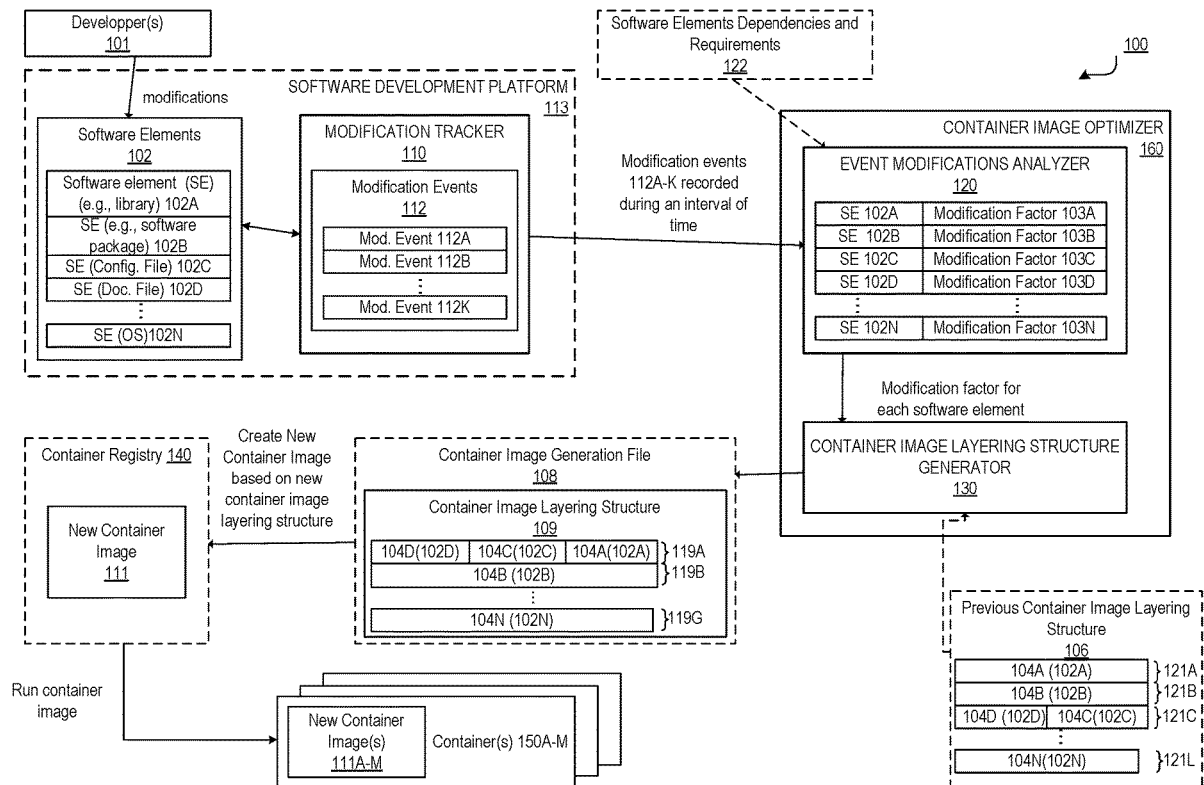 Developper(s)
101
modifications
SOFTWARE DEVELOPMENT PLATFORM
113
Software Elements
102
Software element (SE)
(e.g., library) 102A
SE (e.g., software
package) 102B
SE (Config. File) 102C
SE (Doc. File) 102D
SE (OS)102N
MODIFICATION TRACKER
110
Modification Events
112
Mod. Event 112A
Mod. Event 112B
Mod. Event 112K
Modification events
112A-K recorded
during an interval of
time
Software Elements Dependencies and
Requirements
122
100
CONTAINER IMAGE OPTIMIZER
160
EVENT MODIFICATIONS ANALYZER
120
SE 102A Modification Factor 103A
SE 102B Modification Factor 103B
SE 102C Modification Factor 103C
SE 102D Modification Factor 103D
SE 102N Modification Factor 103N
Modification factor for
each software element
CONTAINER IMAGE LAYERING STRUCTURE
GENERATOR
130
Container Registry 140
New Container
Image
111
Create New
Container Image
based on new
container image
layering structure
Container Image Generation File
108
Container Image Layering Structure
109
104D(102D) 104C(102C) 104A(102A) 119A
104B (102B) 119B
104N (102N) 119G
Previous Container Image Layering
Structure
106
104A (102A) 121A
104B (102B) 121B
104D (102D) 104C(102C) 121C
104N(102N) 121L
Run container
image
New Container
Image(s)
111A-M
Container(s) 150A-M